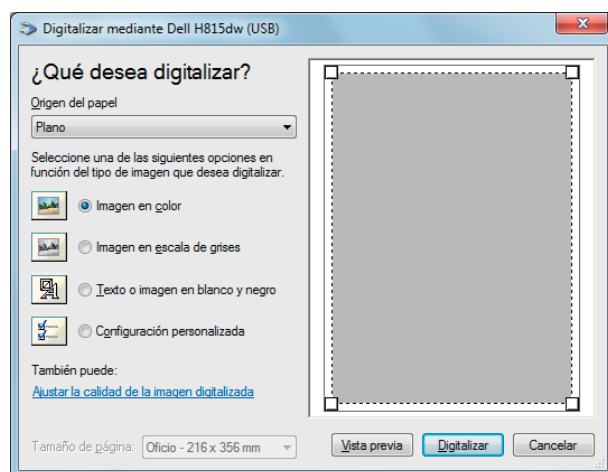 Digitalizar mediante Dell H815dw (USB)
¿Qué desea digitalizar?
Origen del papel
Plano
Seleccione una de las siguientes opciones en
función del tipo de imagen que desea digitalizar.
Imagen en color
Imagen en escala de grises
Texto o imagen en blanco y negro
Configuración personalizada
También puede:
Ajustar la calidad de la imagen digitalizada
Tamaño de página: Oficio - 216 x 356 mm
Vista previa Digitalizar Cancelar